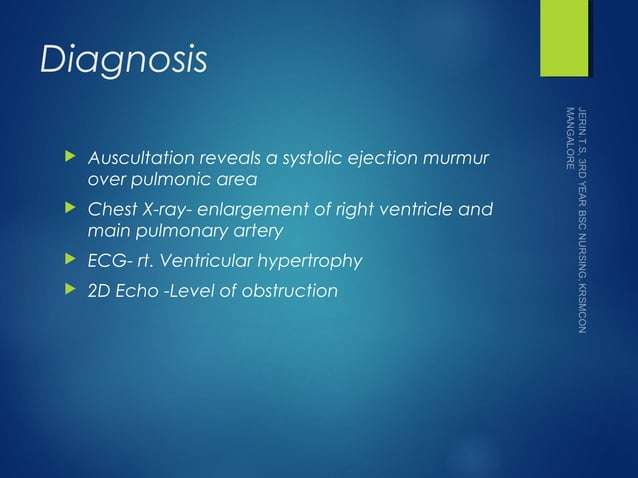 Diagnosis
Auscultation reveals a systolic ejection murmur
over pulmonic area
Chest X-ray- enlargement of right ventricle and
main pulmonary artery
ECG- rt. Ventricular hypertrophy
2D Echo -Level of obstruction
JERIN T.S, 3RD YEAR BSC NURSING, KRSMCON
MANGALORE